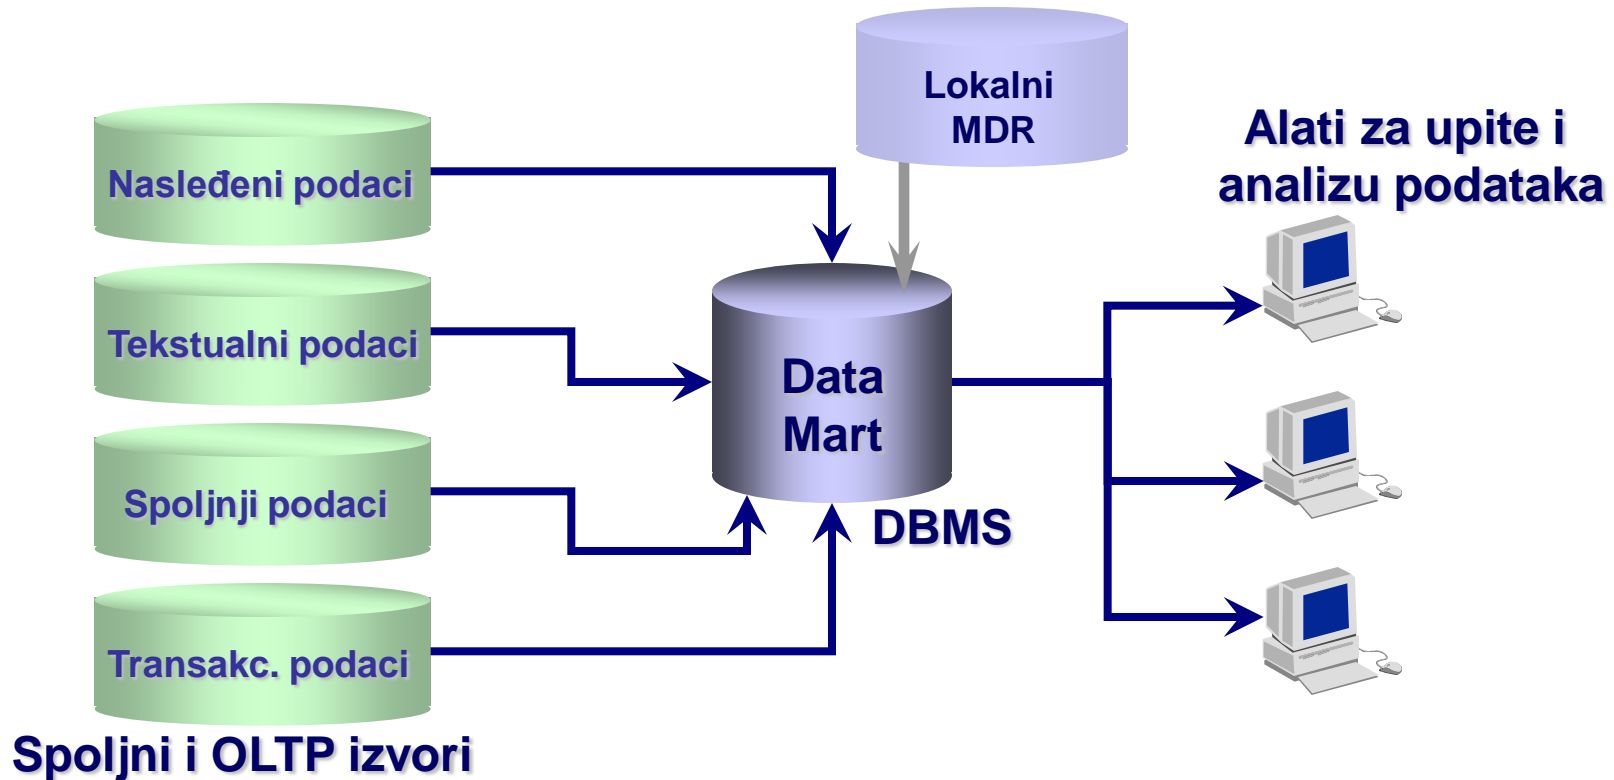 Lokalni
MDR
Alati za upite i
analizu podataka
Nasleđeni podaci
Tekstualni podaci
Data
Mart
Spoljnji podaci
DBMS
Transakc. podaci
Spoljni i OLTP izvori